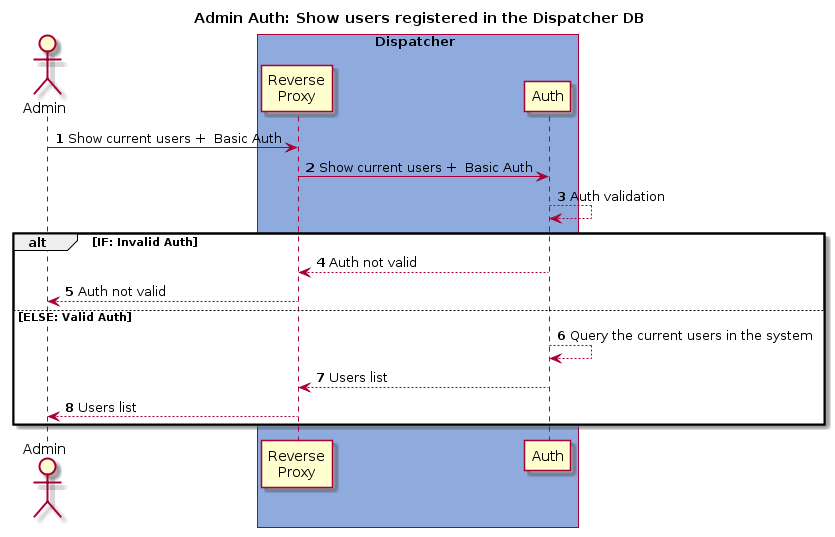 Admin Auth: Show users registered in the Dispatcher DB
Dispatcher
Admin
Reverse
Proxy
Auth
1 Show current users + Basic Auth
2 Show current users + Basic Auth
3 Auth validation
alt [IF: Invalid Auth]
4 Auth not valid
5 Auth not valid
[ELSE: Valid Auth]
6 Query the current users in the system
7 Users list
8 Users list
Admin
Reverse
Proxy
Auth